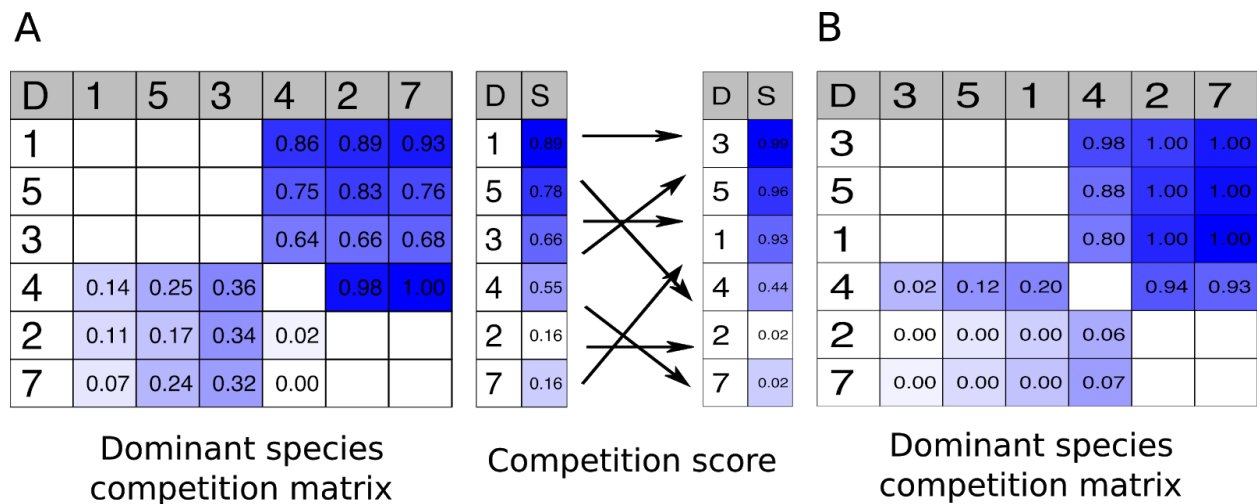 A
B
D 1 5 3 4 2 7
1 0.86 0.89 0.93
5 0.75 0.83 0.76
3 0.64 0.66 0.68
4 0.14 0.25 0.36 0.98 1.00
2 0.11 0.17 0.34 0.02
7 0.07 0.24 0.32 0.00
Dominant species
competition matrix
D S
1 0.89
5 0.78
3 0.66
4 0.55
2 0.16
7 0.16
D S
3 0.99
5 0.96
1 0.93
4 0.44
2 0.02
7 0.02
Competition score
D 3 5 1 4 2 7
3 0.98 1.00 1.00
5 0.88 1.00 1.00
1 0.80 1.00 1.00
4 0.02 0.12 0.20 0.94 0.93
2 0.00 0.00 0.00 0.06
7 0.00 0.00 0.00 0.07
Dominant species
competition matrix